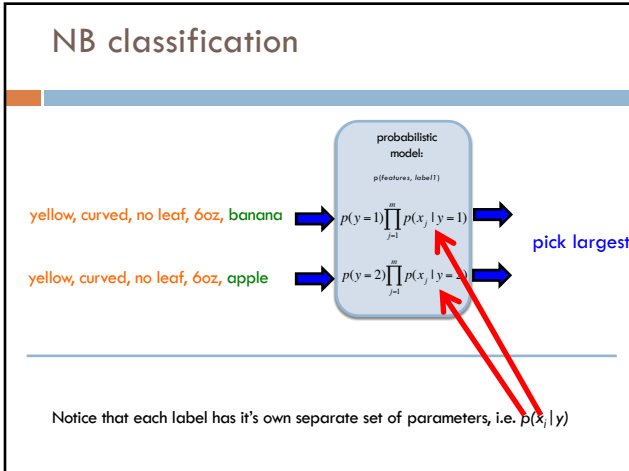 NB classification
probabilistic
model:
p(features, label1)
yellow, curved, no leaf, 6oz, banana
p(y=1)∏_{j=1}^{m} p(x_j | y=1)
pick largest
yellow, curved, no leaf, 6oz, apple
p(y=2)∏_{j=1}^{m} p(x_j | y=2)
Notice that each label has it's own separate set of parameters, i.e. p(x_j|y)